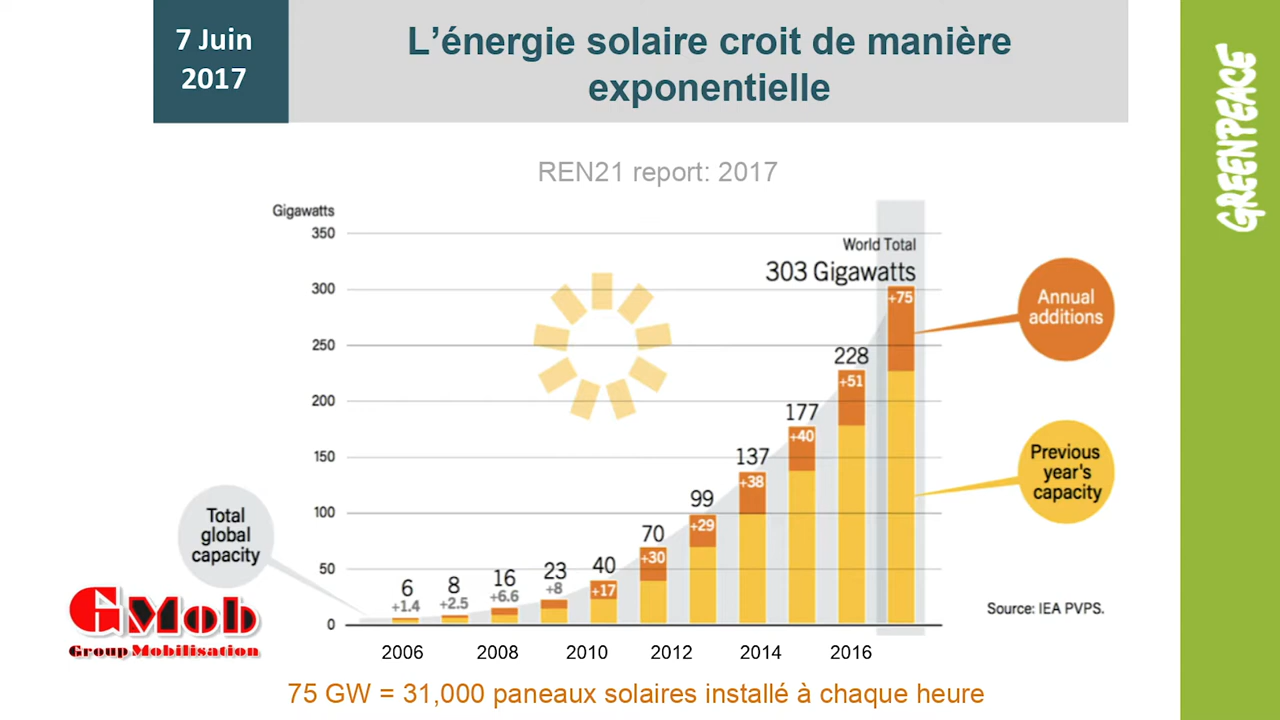 7 Juin
2017
L’énergie solaire croit de manière
exponentielle
GREENPEACE
REN21 report: 2017
Gigawatts
350
300
250
200
150
100
50
0
World Total
303 Gigawatts
+75
228
+51
177
+40
137
+38
99
+29
70
+30
40
+17
23
+8
16
+6.6
8
+2.5
6
+1.4
Annual
additions
Previous
year's
capacity
Total
global
capacity
Source: IEA PVPS.
GMob
Group Mobilisation
2006 2008 2010 2012 2014 2016
75 GW = 31,000 paneaux solaires installé à chaque heure